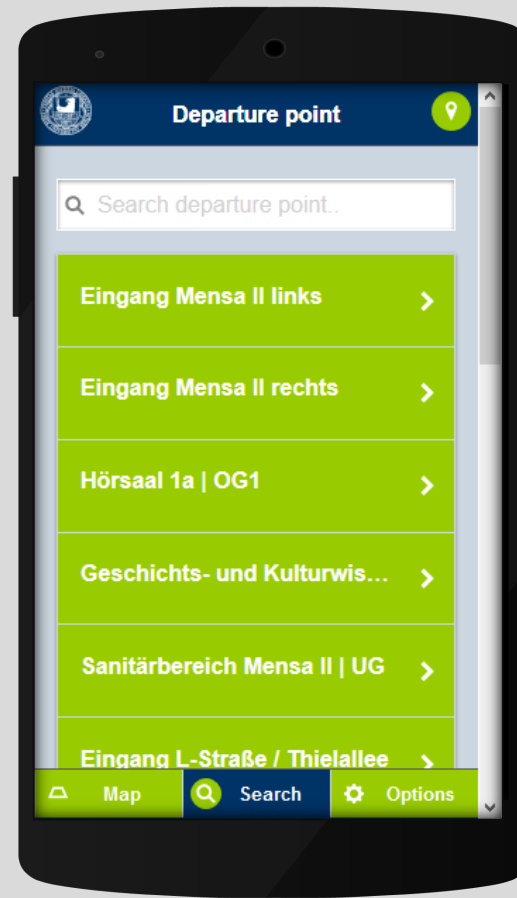 Departure point
Search departure point..
Eingang Mensa II links
Eingang Mensa II rechts
Hörsaal 1a | OG1
Geschichts- und Kulturwis...
Sanitärbereich Mensa II | UG
Eingang L-Straße / Thielallee
Map Search Options